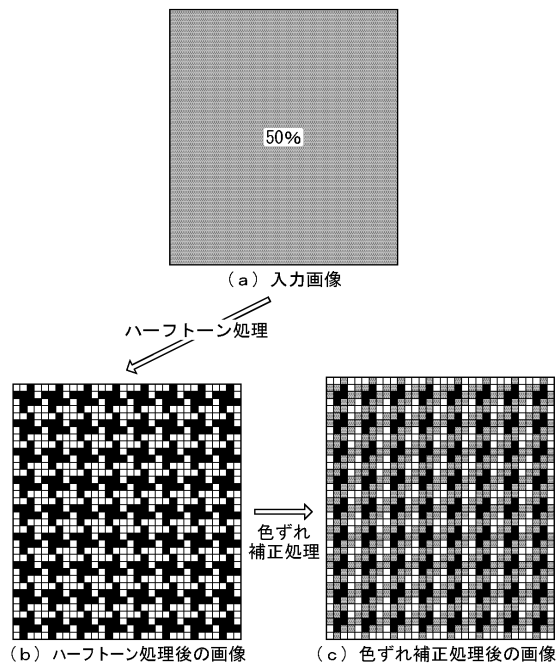 50%
（ａ）入力画像
ハーフトーン処理
色ずれ
補正処理
（ｂ）ハーフトーン処理後の画像
（ｃ）色ずれ補正処理後の画像